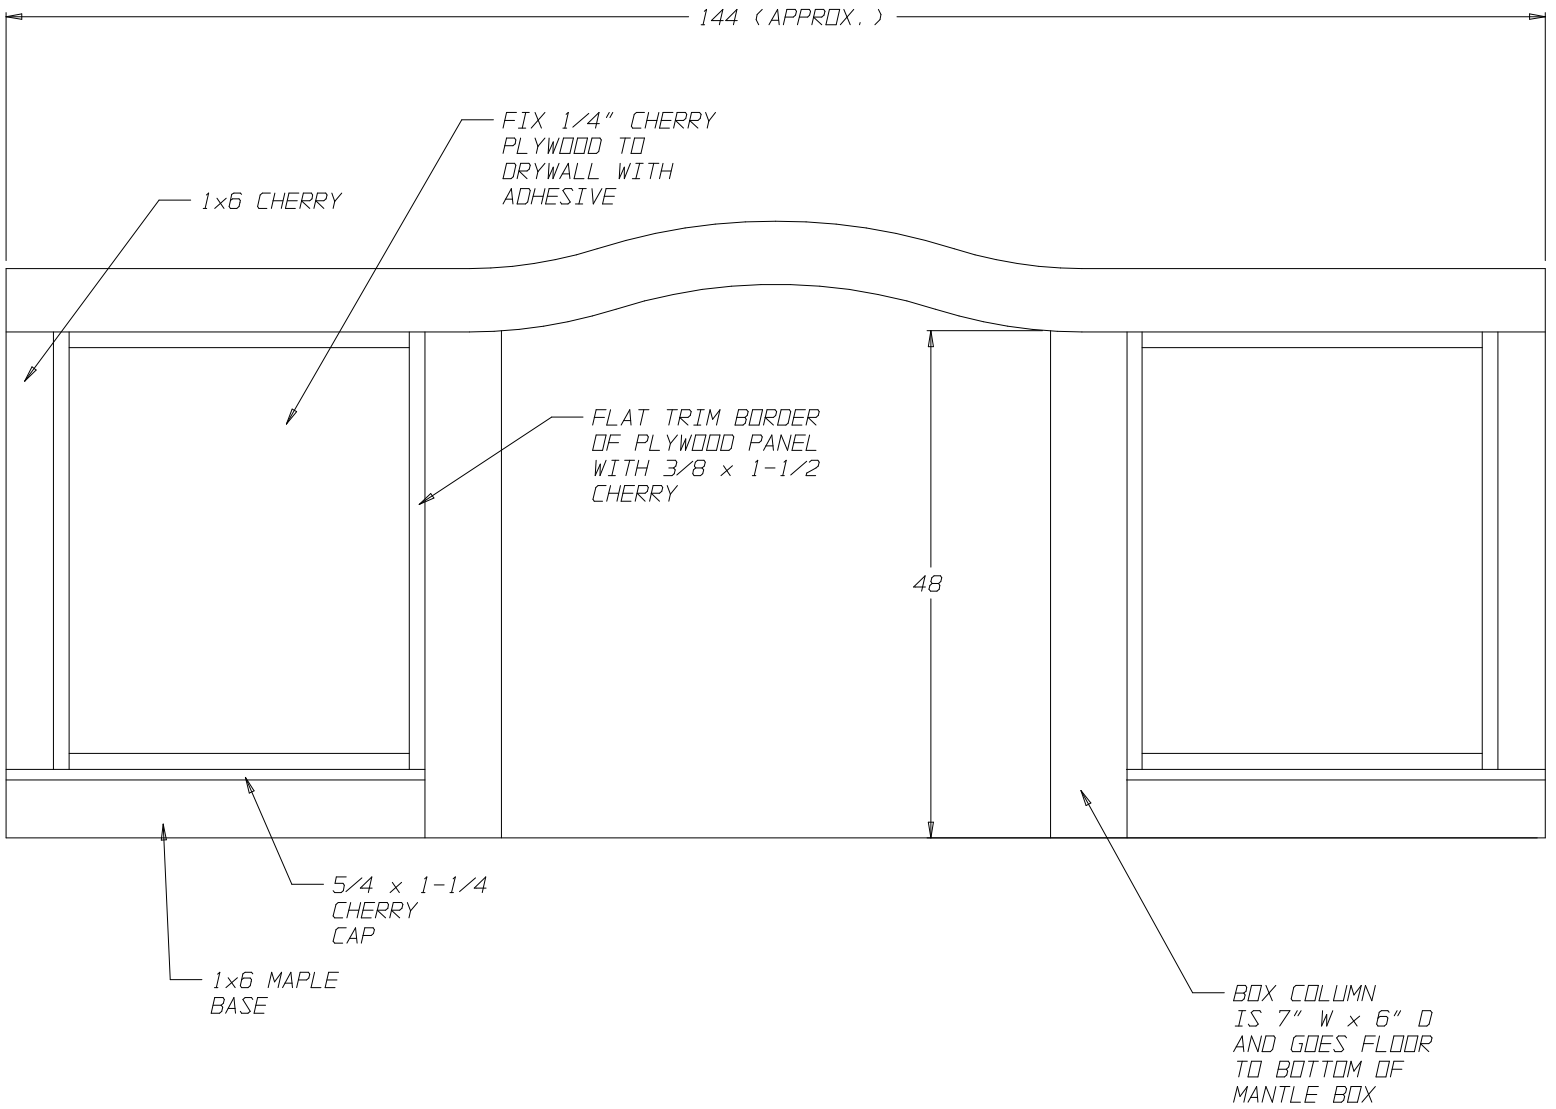 144 (APPROX.)
FIX 1/4" CHERRY
PLYWOOD TO
DRYWALL WITH
ADHESIVE
1x6 CHERRY
FLAT TRIM BORDER
OF PLYWOOD PANEL
WITH 3/8 x 1-1/2
CHERRY
48
5/4 x 1-1/4
CHERRY
CAP
1x6 MAPLE
BASE
BOX COLUMN
IS 7" W x 6" D
AND GOES FLOOR
TO BOTTOM OF
MANTLE BOX